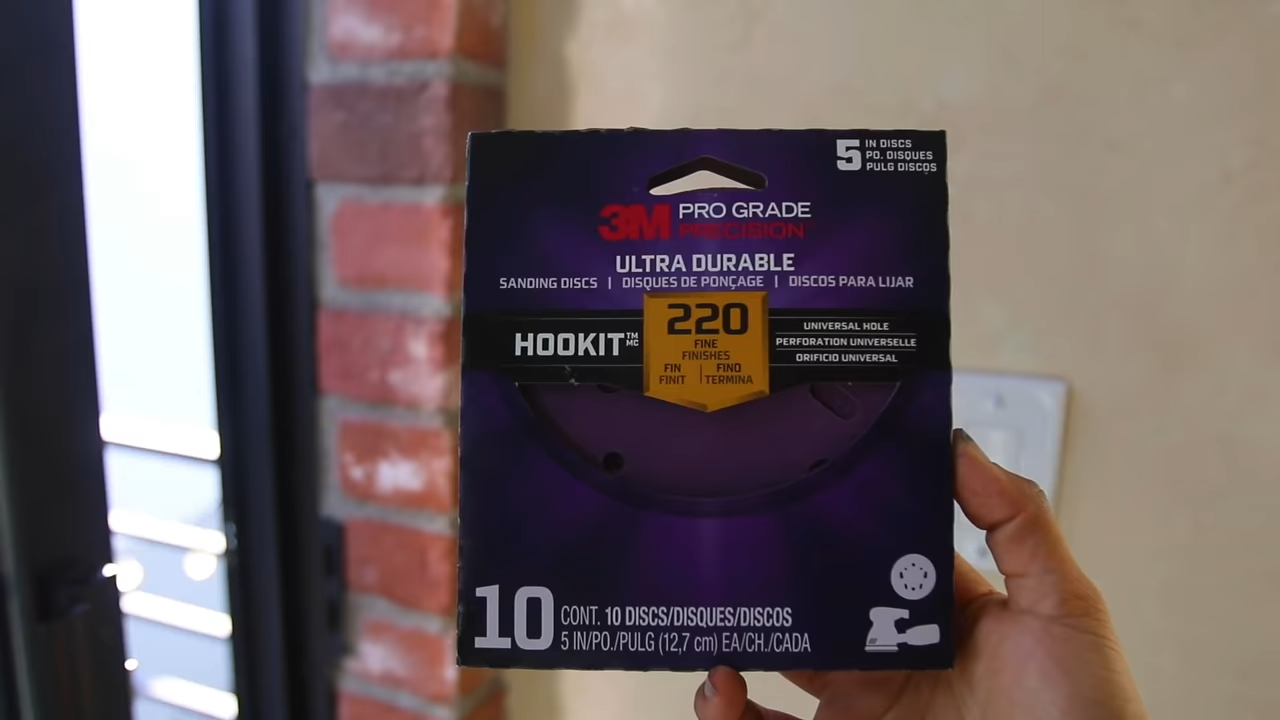 5 IN DISCS
PO. DISQUES
PULG DISCOS
3M PRO GRADE
PRECISION™
ULTRA DURABLE
SANDING DISCS | DISQUES DE PONÇAGE | DISCOS PARA LIJAR
HOOKIT™ MC
220
FINE
FINISHES
FIN
FINIT
FINO
TERMINA
UNIVERSAL HOLE
PERFORATION UNIVERSELLE
ORIFICIO UNIVERSAL
10 CONT. 10 DISCS/DISQUES/DISCOS
5 IN/PO./PULG (12,7 cm) EA/CH./CADA